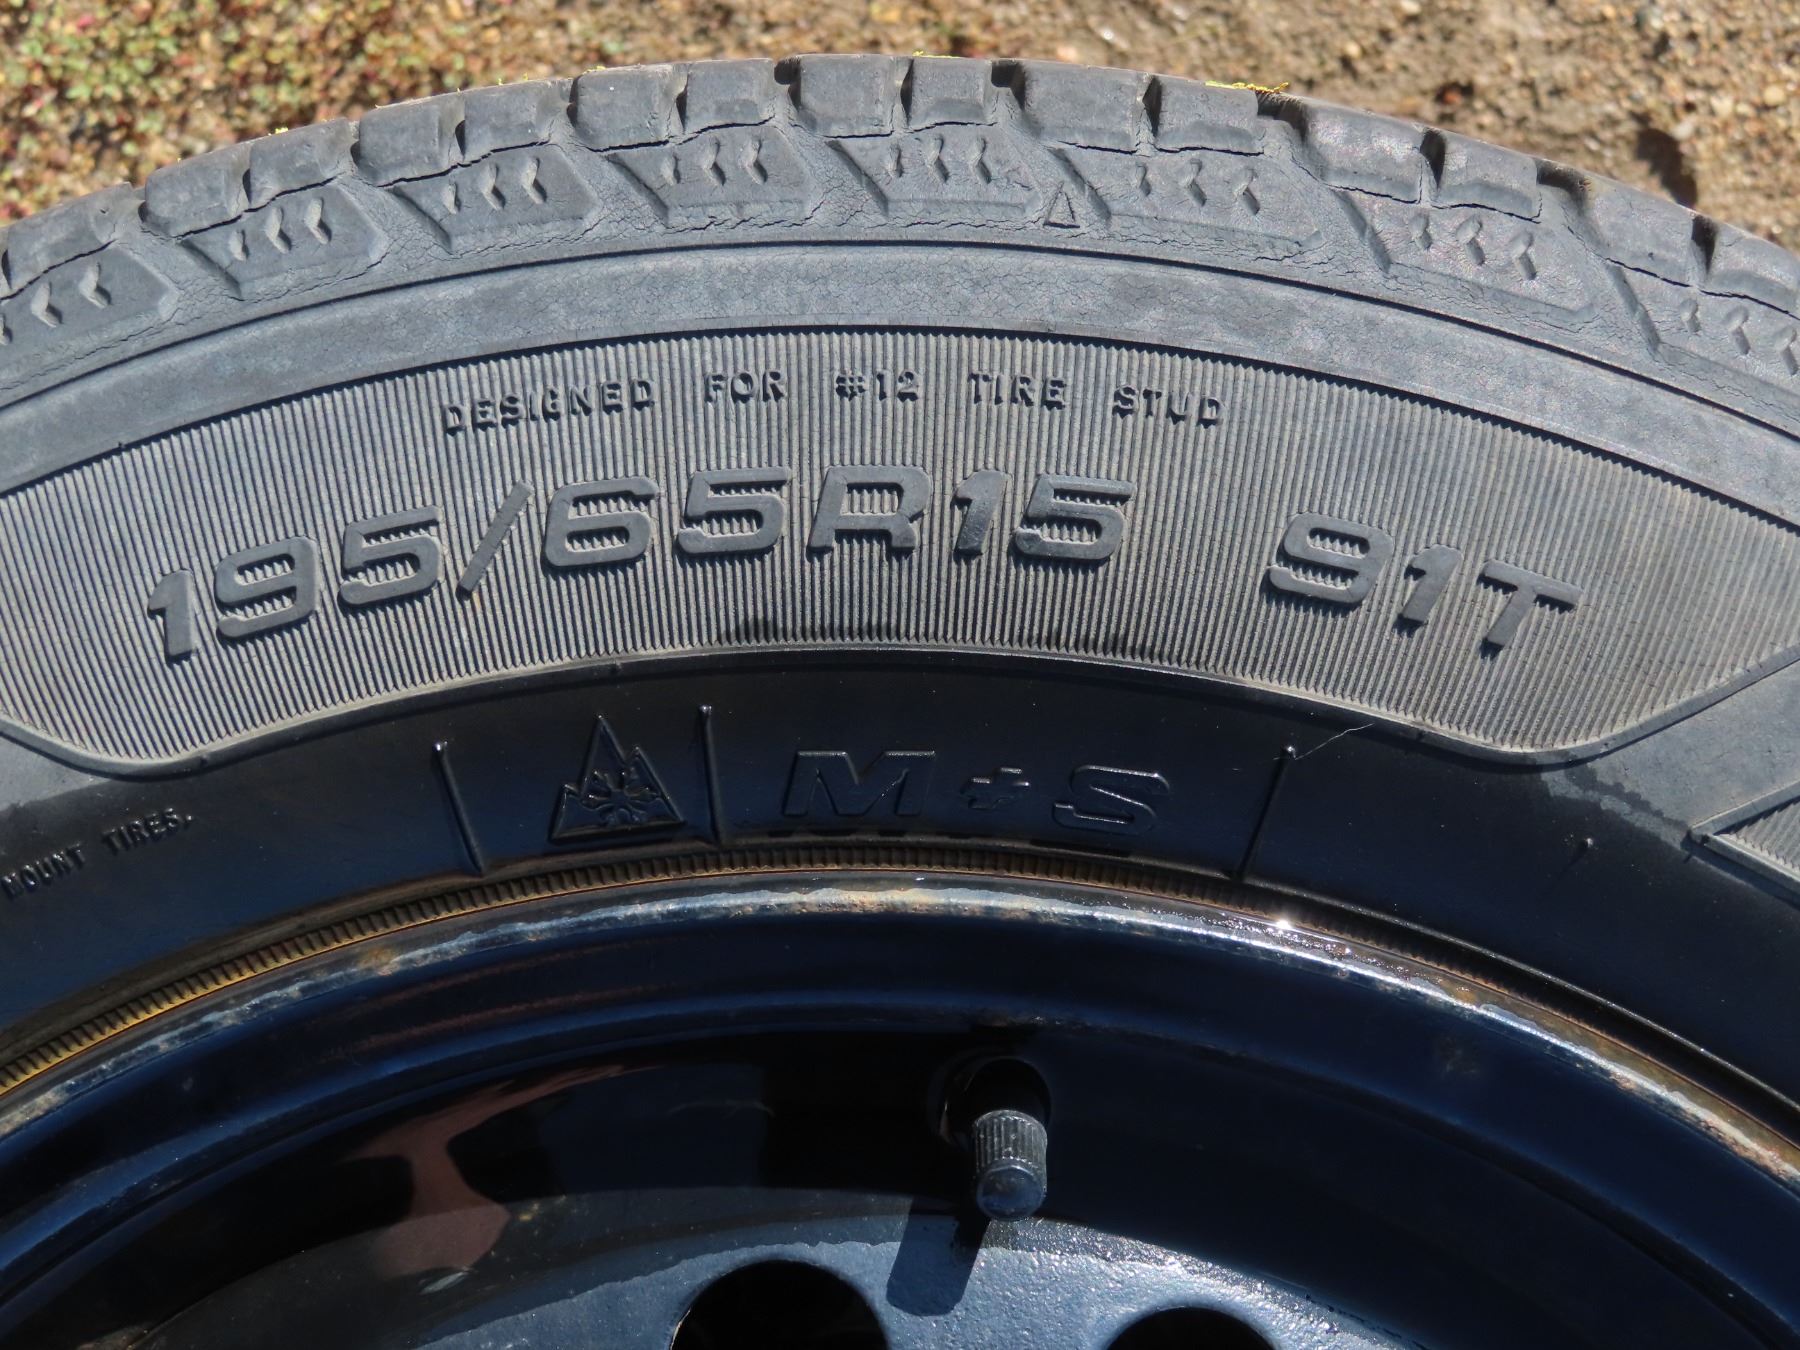 DESIGNED FOR #12 TIRE STUD
195/65R15 91T
M+S
MOUNT TIRES.